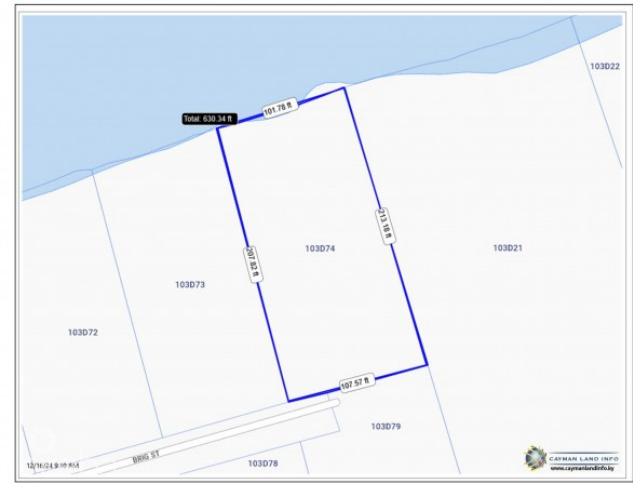 103D22
Total: 630.34 ft
101.78 ft
213.18 ft
207.82 ft
103D74
103D21
103D73
103D72
107.57 ft
103D79
BRIG ST
103D78
CAYMAN LAND INFO
www.caymanlandinfo.ky